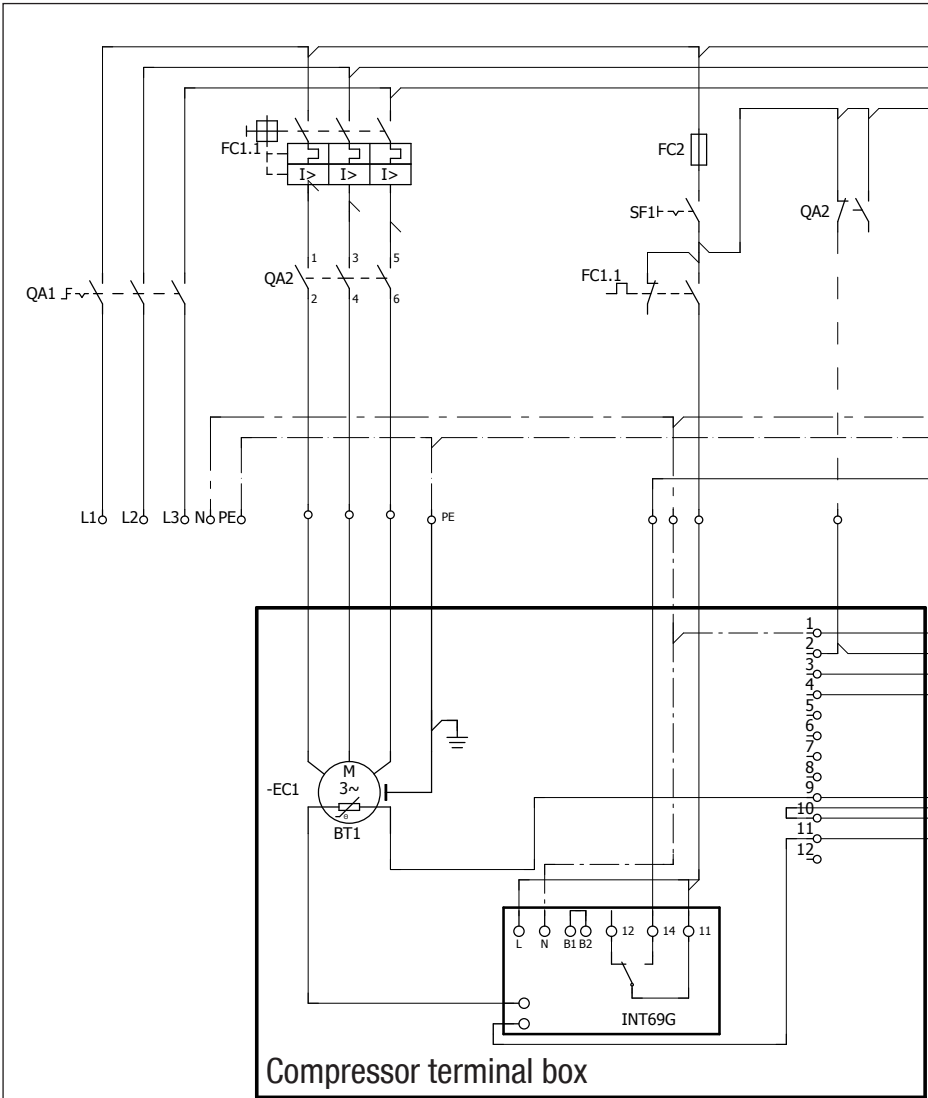 FC1.1
I> I> I>
FC2
SF1
QA2
QA1
QA2
1 3 5
2 4 6
FC1.1
L1 L2 L3 N PE
PE
1
2
3
4
5
6
7
8
9
10
11
12
-EC1
M
3~
θ
BT1
L N B1 B2 12 14 11
INT69G
Compressor terminal box